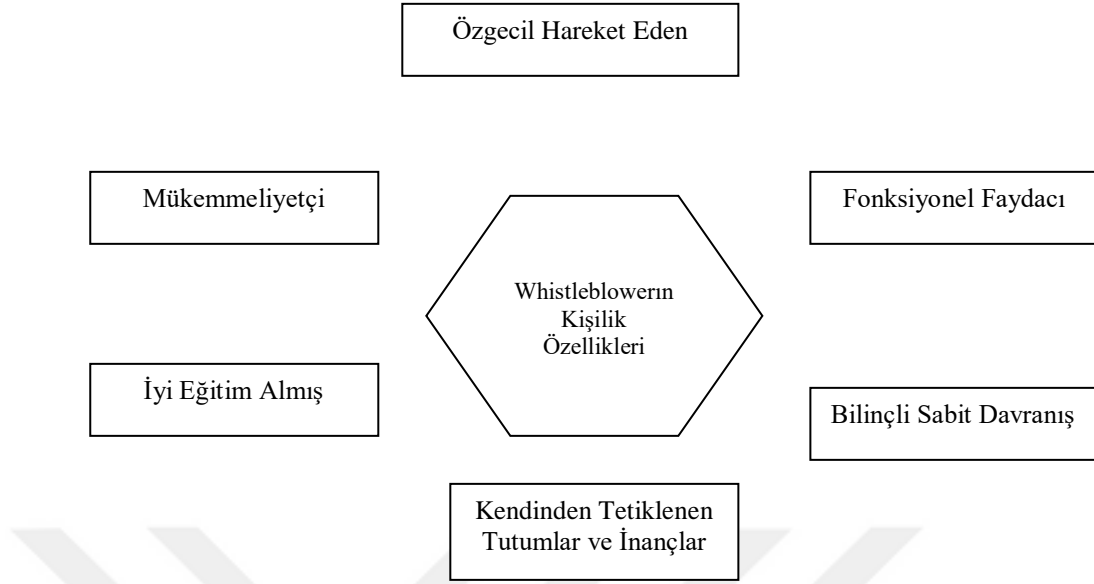 Özgecil Hareket Eden
Mükemmeliyetçi
Fonksiyonel Faydacı
Whistleblowerın
Kişilik
Özellikleri
İyi Eğitim Almış
Bilinçli Sabit Davranış
Kendinden Tetiklenen
Tutumlar ve İnançlar